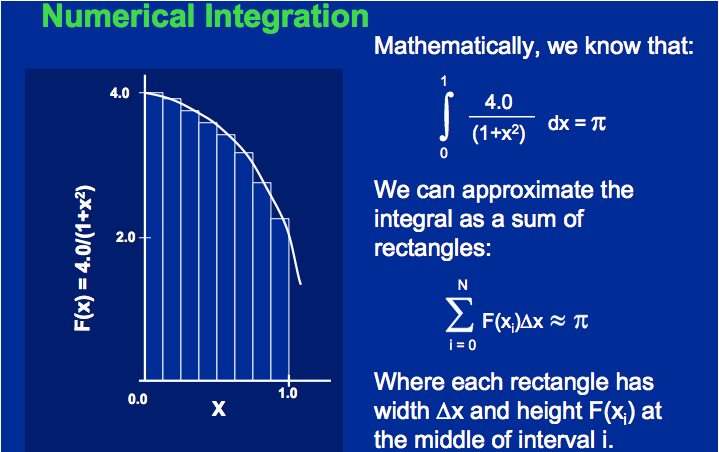 Numerical Integration
Mathematically, we know that:
1
∫
0
4.0
(1+x²)
dx = π
We can approximate the
integral as a sum of
rectangles:
N
∑ F(xᵢ)Δx ≈ π
i = 0
Where each rectangle has
width Δx and height F(xᵢ) at
the middle of interval i.
F(x) = 4.0/(1+x²)
4.0
2.0
0.0
1.0
X